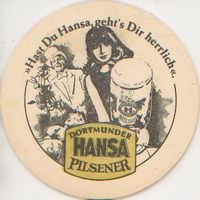 »Hast Du Hansa, geht's Dir herrlich«.
DORTMUNDER
HANSA
PILSENER